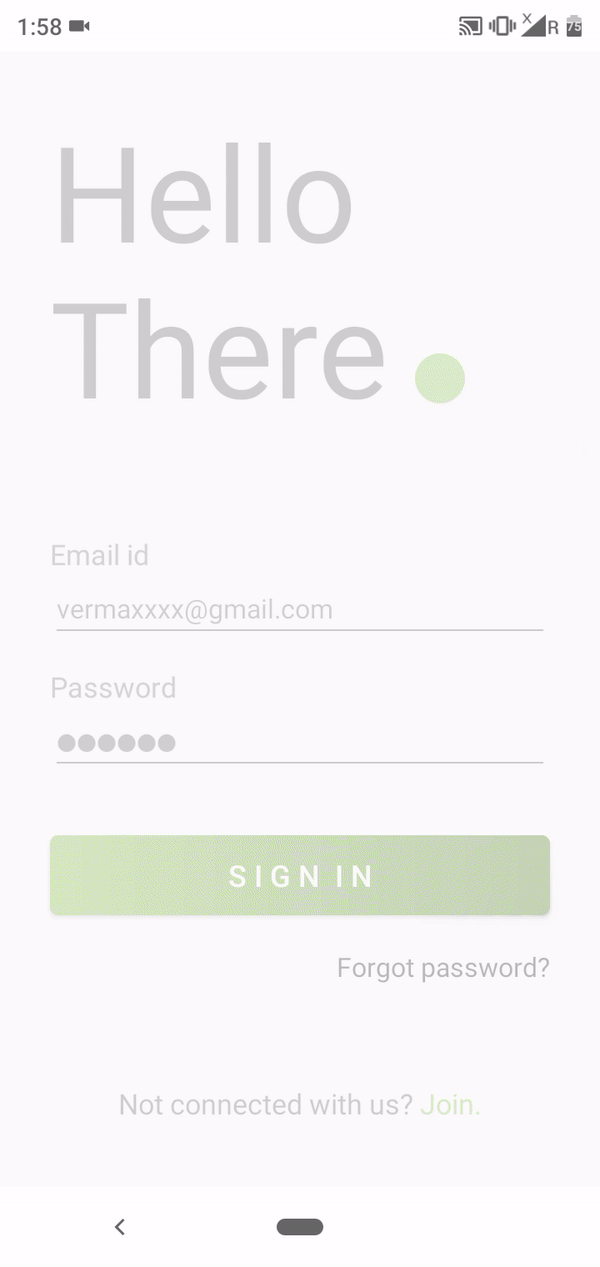 1:58 X R 75
Hello
There
Email id
vermaxxxx@gmail.com
Password
●●●●●●
SIGN IN
Forgot password?
Not connected with us? Join.